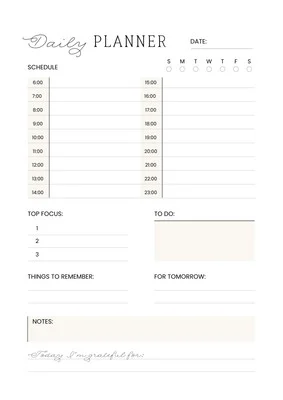 Daily PLANNER
DATE:
S M T W T F S
SCHEDULE
6:00 15:00
7:00 16:00
8:00 17:00
9:00 18:00
10:00 19:00
11:00 20:00
12:00 21:00
13:00 22:00
14:00 23:00
TOP FOCUS: TO DO:
1
2
3
THINGS TO REMEMBER: FOR TOMORROW:
NOTES:
Today I'm grateful for: